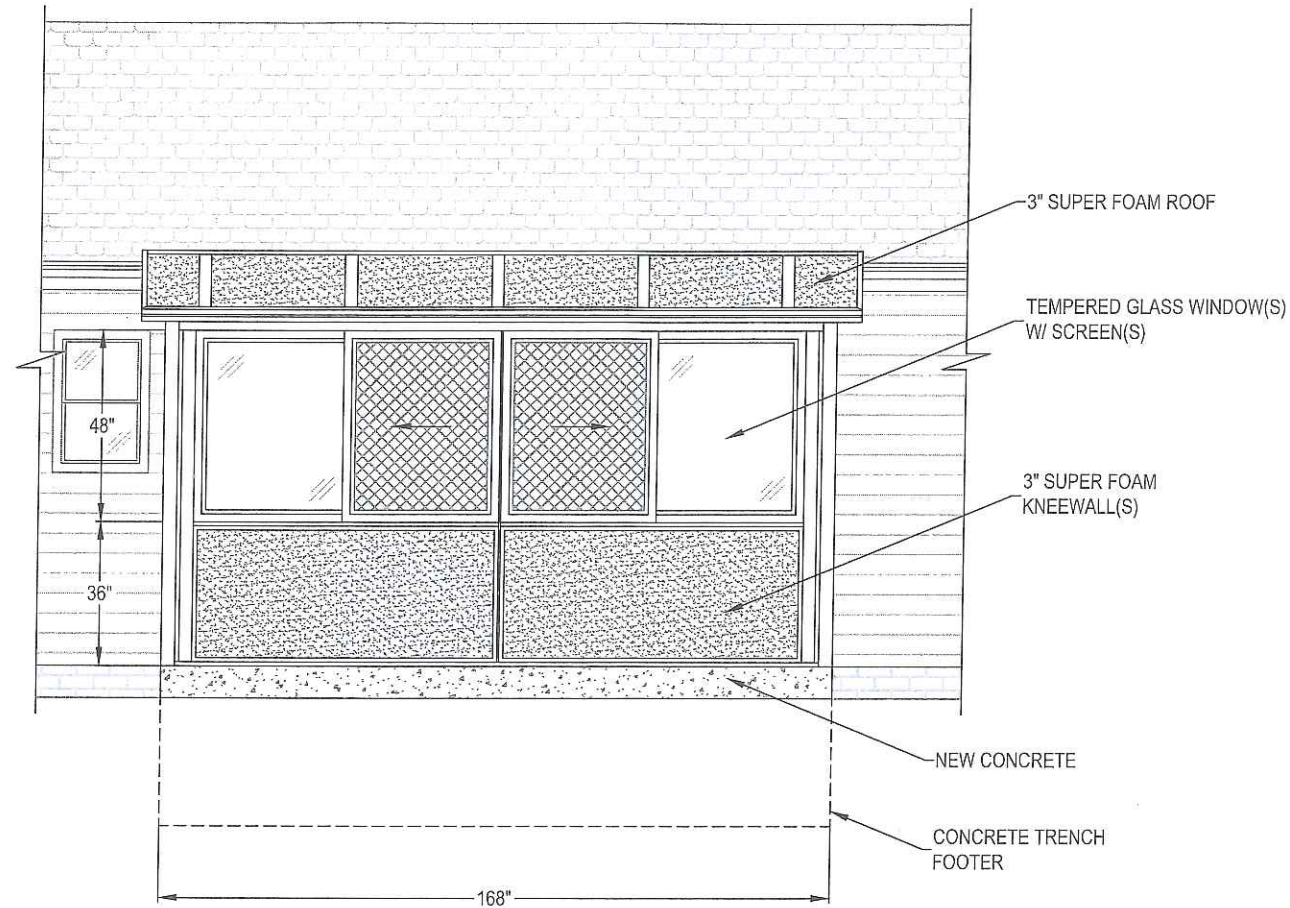 3" SUPER FOAM ROOF
TEMPERED GLASS WINDOW(S)
W/ SCREEN(S)
48"
3" SUPER FOAM
KNEEWALL(S)
36"
NEW CONCRETE
CONCRETE TRENCH
FOOTER
168"